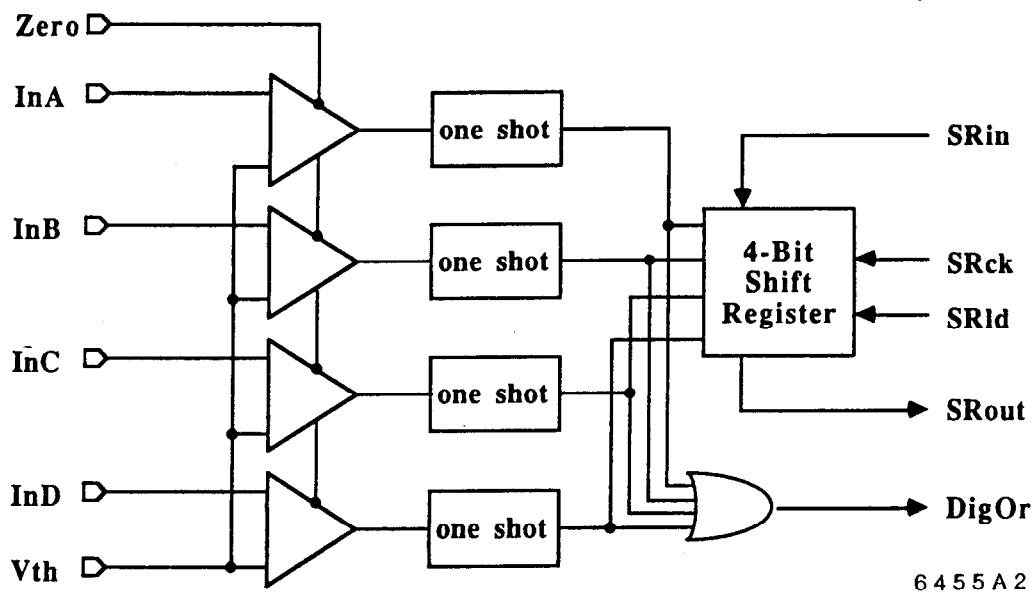 Zero
InA
one shot
SRin
InB
one shot
4-Bit
Shift
Register
SRck
SRld
InC
one shot
SRout
InD
one shot
DigOr
Vth
6455A2